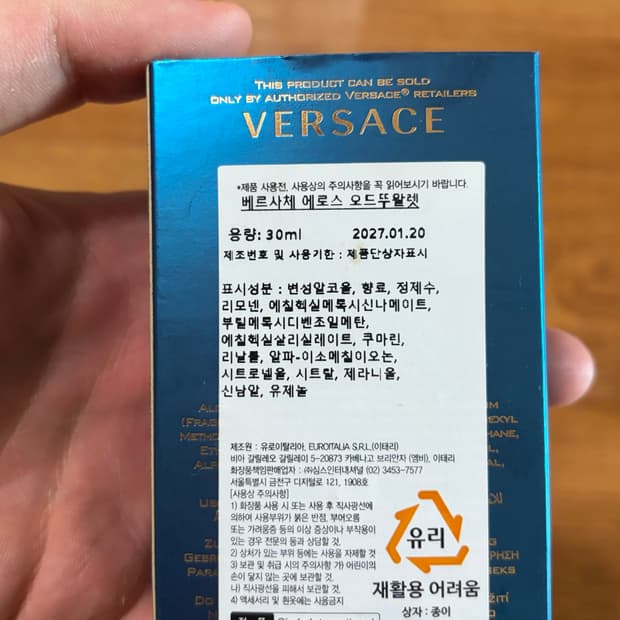 THIS PRODUCT CAN BE SOLD
ONLY BY AUTHORIZED VERSACE® RETAILERS
VERSACE
*제품 사용전, 사용상의 주의사항을 꼭 읽어보시기 바랍니다.
베르사체 에로스 오드뚜왈렛
용량: 30ml 2027.01.20
제조번호 및 사용기한 : 제품단상자표시
표시성분 : 변성알코올, 향료, 정제수,
리모넨, 에칠헥실메톡시신나메이트,
부틸메톡시디벤조일메탄,
에칠헥실살리실레이트, 쿠마린,
리날룰, 알파-이소메칠이오논,
시트로넬올, 시트랄, 제라니올,
신남알, 유제놀
제조원 : 유로이탈리아, EUROITALIA S.R.L.(이태리)
비아 갈릴레오 갈릴레이 5-20873 카베나고 브리안자 (엠비), 이태리
화장품책임판매업자 : ㈜심스인터내셔널 (02) 3453-7577
서울특별시 금천구 디지털로 121, 1908호
[사용상 주의사항]
1) 화장품 사용 시 또는 사용 후 직사광선에
의하여 사용부위가 붉은 반점, 부어오름
또는 가려움증 등의 이상 증상이나 부작용이
있는 경우 전문의 등과 상담할 것.
2) 상처가 있는 부위 등에는 사용을 자제할 것
3) 보관 및 취급 시의 주의사항 가) 어린이의
손이 닿지 않는 곳에 보관할 것.
나) 직사광선을 피해서 보관할 것.
4) 액세서리 및 흰옷에는 사용금지
유리
재활용 어려움
상자 : 종이